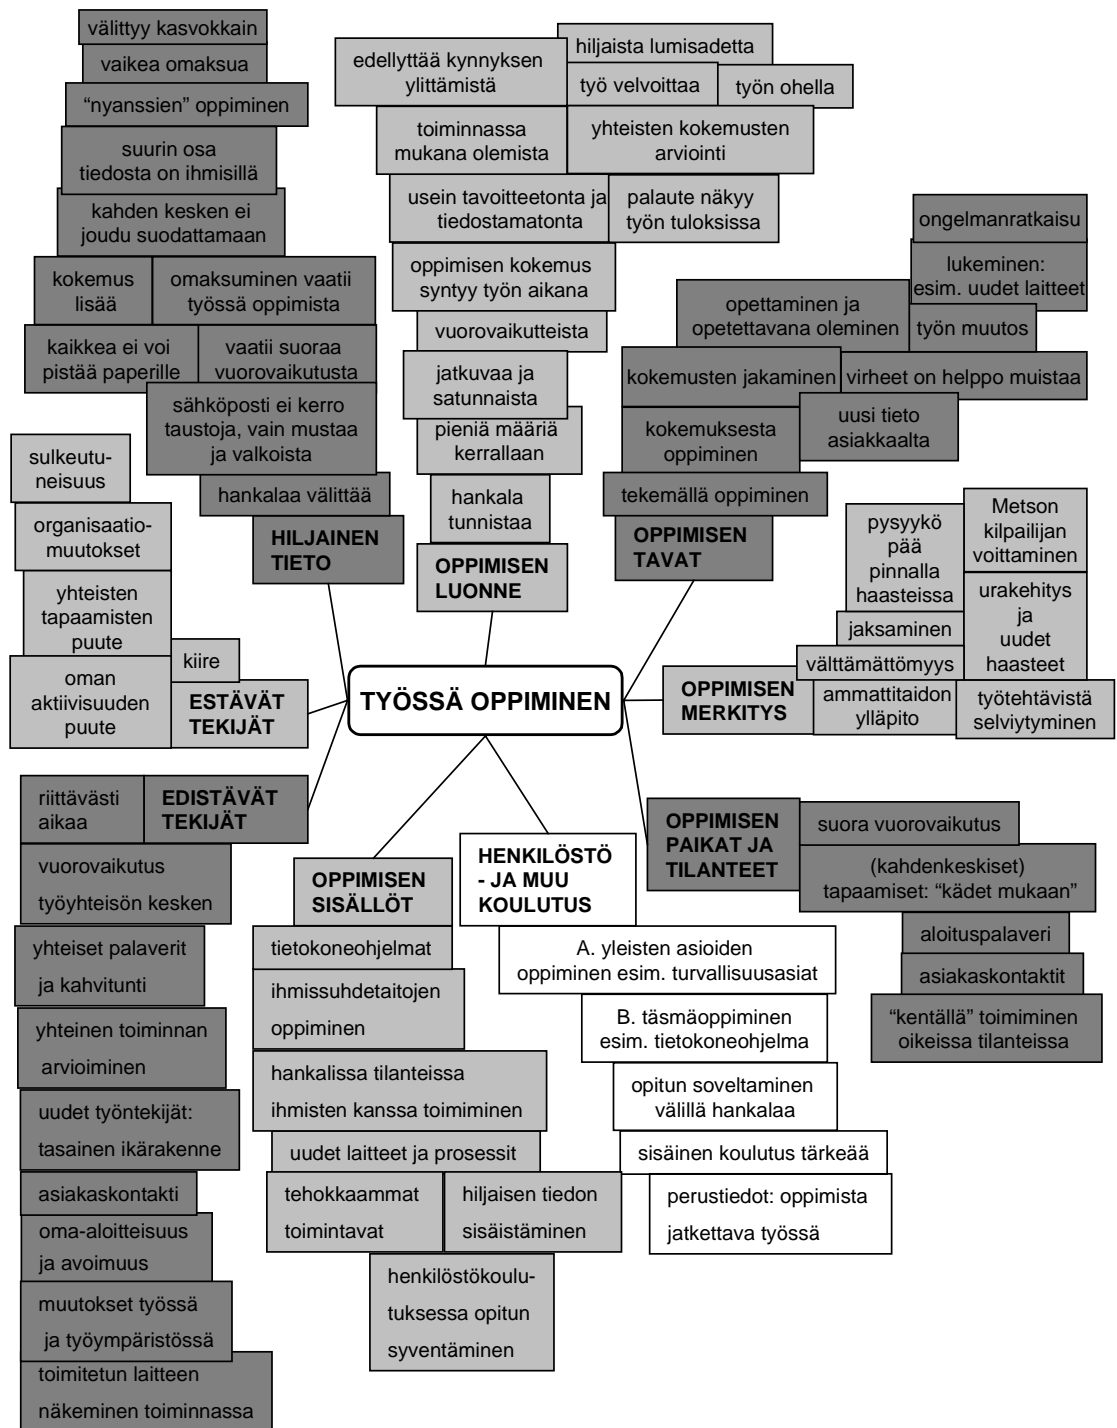 välittyy kasvokkain
vaikea omaksua
“nyanssien” oppiminen
suurin osa
tiedosta on ihmisillä
kahden kesken ei
joudu suodattamaan
kokemus
lisää
omaksuminen vaatii
työssä oppimista
kaikkea ei voi
pistää paperille
vaatii suoraa
vuorovaikutusta
sähköposti ei kerro
taustoja, vain mustaa
ja valkoista
hankalaa välittää
HILJAINEN
TIETO
edellyttää kynnyksen
ylittämistä
hiljaista lumisadetta
työ velvoittaa
työn ohella
toiminnassa
mukana olemista
yhteisten kokemusten
arviointi
usein tavoitteetonta ja
tiedostamatonta
palaute näkyy
työn tuloksissa
oppimisen kokemus
syntyy työn aikana
vuorovaikutteista
jatkuvaa ja
satunnaista
pieniä määriä
kerrallaan
hankala
tunnistaa
OPPIMISEN
LUONNE
ongelmanratkaisu
lukeminen:
esim. uudet laitteet
opettaminen ja
opetettavana oleminen
työn muutos
kokemusten jakaminen
virheet on helppo muistaa
kokemuksesta
oppiminen
uusi tieto
asiakkaalta
tekemällä oppiminen
OPPIMISEN
TAVAT
sulkeutu-
neisuus
organisaatio-
muutokset
yhteisten
tapaamisten
puute
kiire
oman
aktiivisuuden
puute
ESTÄVÄT
TEKIJÄT
TYÖSSÄ OPPIMINEN
pysyykö
pää
pinnalla
haasteissa
Metson
kilpailijan
voittaminen
urakehitys
ja
uudet
haasteet
jaksaminen
välttämättömyys
OPPIMISEN
MERKITYS
ammattitaidon
ylläpito
työtehtävistä
selviytyminen
riittävästi
aikaa
EDISTÄVÄT
TEKIJÄT
vuorovaikutus
työyhteisön kesken
yhteiset palaverit
ja kahvitunti
yhteinen toiminnan
arvioiminen
uudet työntekijät:
tasainen ikärakenne
asiakaskontakti
oma-aloitteisuus
ja avoimuus
muutokset työssä
ja työympäristössä
toimitetun laitteen
näkeminen toiminnassa
OPPIMISEN
SISÄLLÖT
tietokoneohjelmat
ihmissuhdetaitojen
oppiminen
hankalissa tilanteissa
ihmisten kanssa toimiminen
uudet laitteet ja prosessit
tehokkaammat
toimintavat
hiljaisen tiedon
sisäistäminen
henkilöstökoulu-
tuksessa opitun
syventäminen
HENKILÖSTÖ
- JA MUU
KOULUTUS
A. yleisten asioiden
oppiminen esim. turvallisuusasiat
B. täsmäoppiminen
esim. tietokoneohjelma
opitun soveltaminen
välillä hankalaa
sisäinen koulutus tärkeää
perustiedot: oppimista
jatkettava työssä
OPPIMISEN
PAIKAT JA
TILANTEET
suora vuorovaikutus
(kahdenkeskiset)
tapaamiset: “kädet mukaan”
aloituspalaveri
asiakaskontaktit
“kentällä” toimiminen
oikeissa tilanteissa